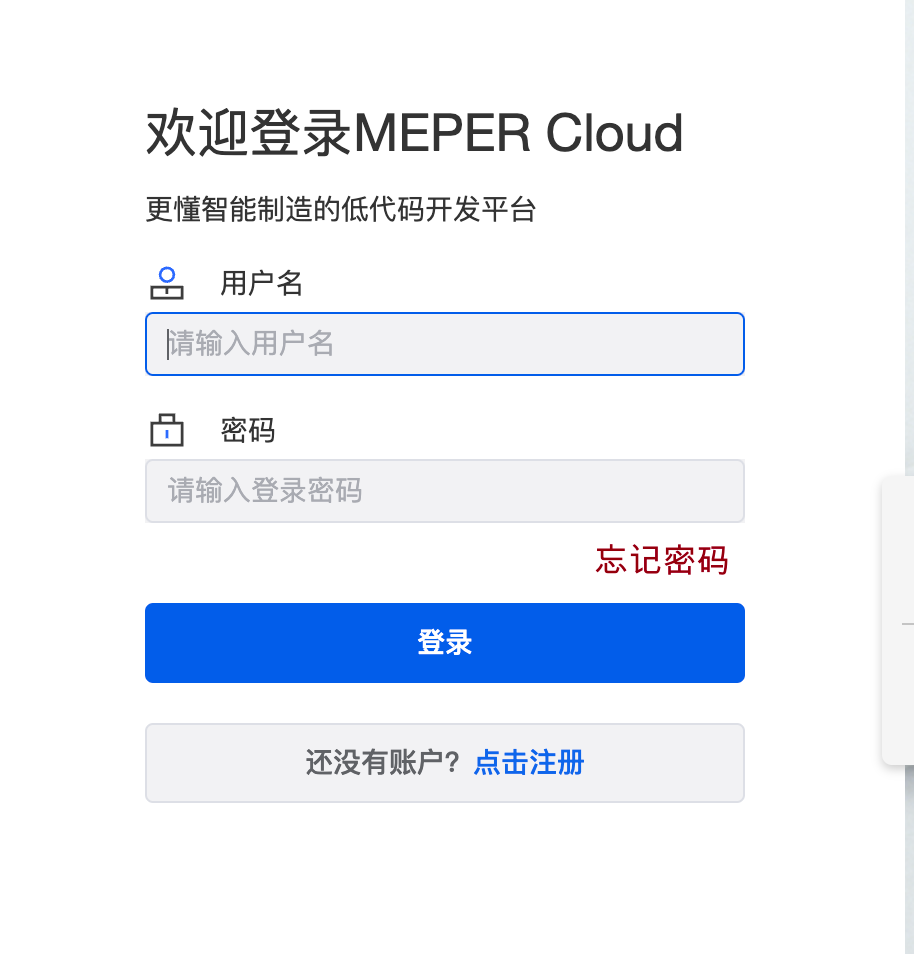 欢迎登录MEPER Cloud
更懂智能制造的低代码开发平台
用户名
请输入用户名
密码
请输入登录密码
忘记密码
登录
还没有账户? 点击注册